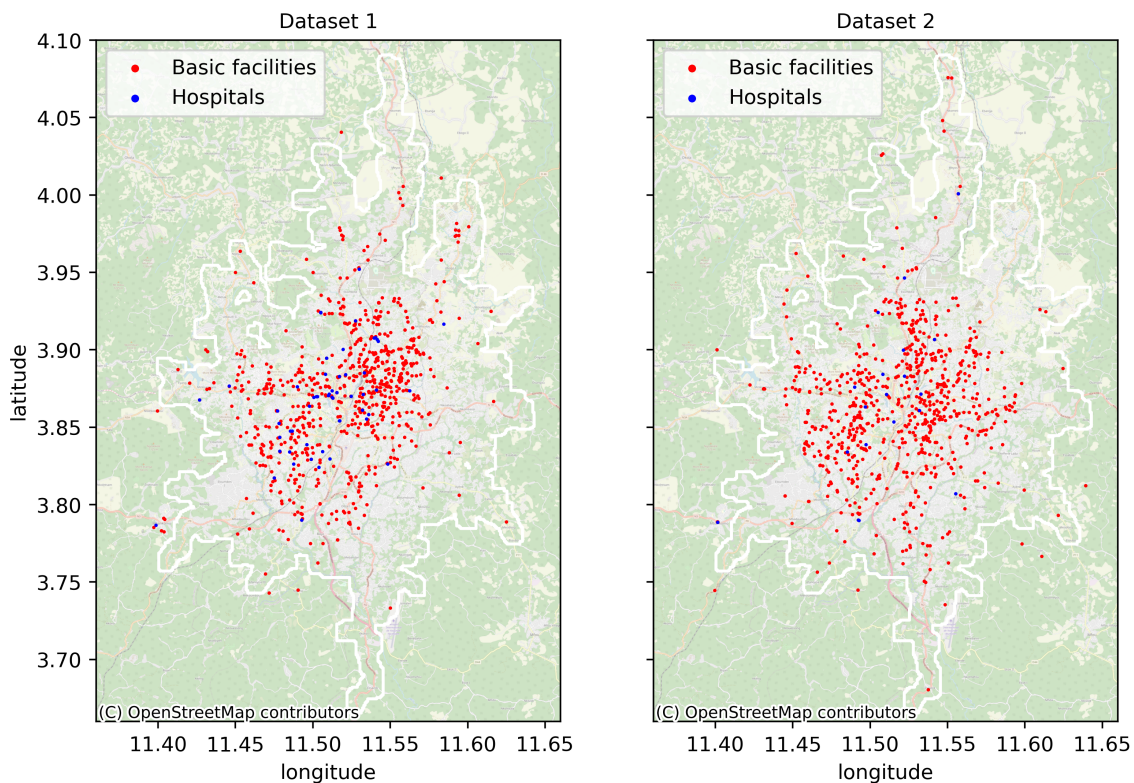 Dataset 1
Dataset 2
4.10
4.05
4.00
3.95
3.90
3.85
3.80
3.75
3.70
latitude
Basic facilities
Hospitals
Basic facilities
Hospitals
(C) OpenStreetMap contributors
(C) OpenStreetMap contributors
11.40 11.45 11.50 11.55 11.60 11.65
11.40 11.45 11.50 11.55 11.60 11.65
longitude
longitude